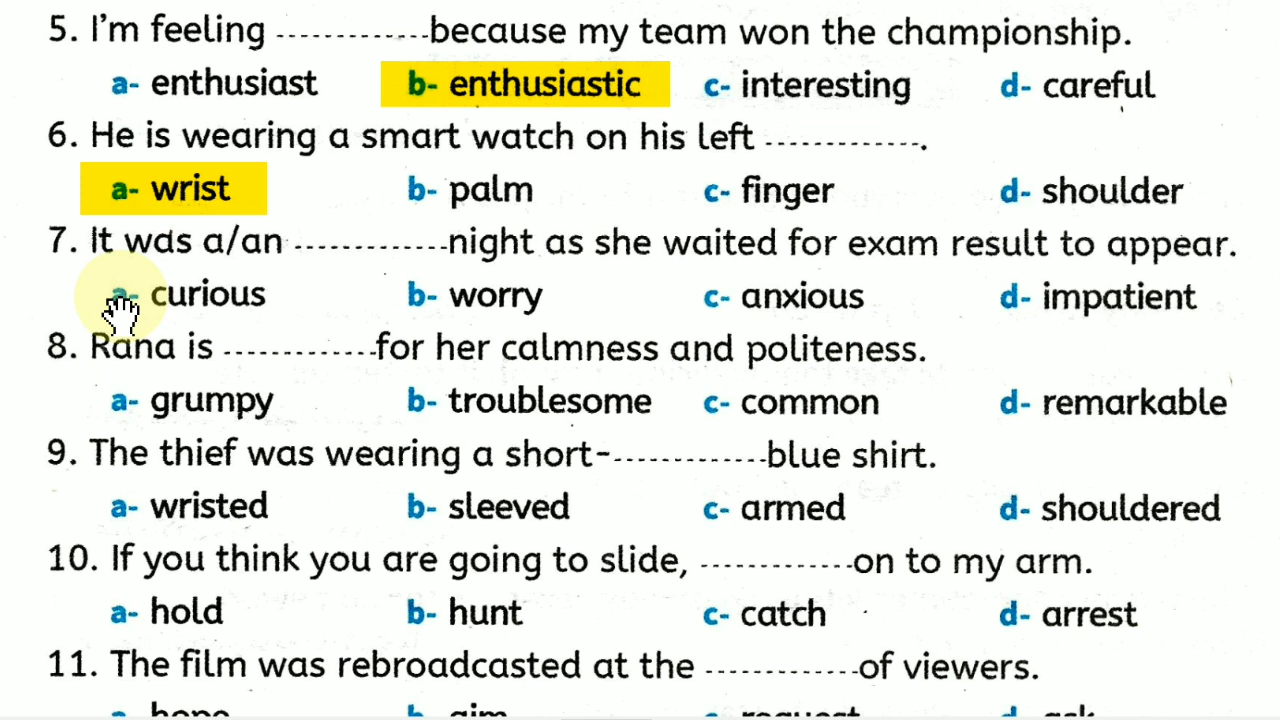 5. I'm feeling .............because my team won the championship.
a- enthusiast b- enthusiastic c- interesting d- careful
6. He is wearing a smart watch on his left .............
a- wrist b- palm c- finger d- shoulder
7. It was a/an .............night as she waited for exam result to appear.
a- curious b- worry c- anxious d- impatient
8. Rana is .............for her calmness and politeness.
a- grumpy b- troublesome c- common d- remarkable
9. The thief was wearing a short-.............blue shirt.
a- wristed b- sleeved c- armed d- shouldered
10. If you think you are going to slide, .............on to my arm.
a- hold b- hunt c- catch d- arrest
11. The film was rebroadcasted at the .............of viewers.
a- hope b- aim c- request d- ask